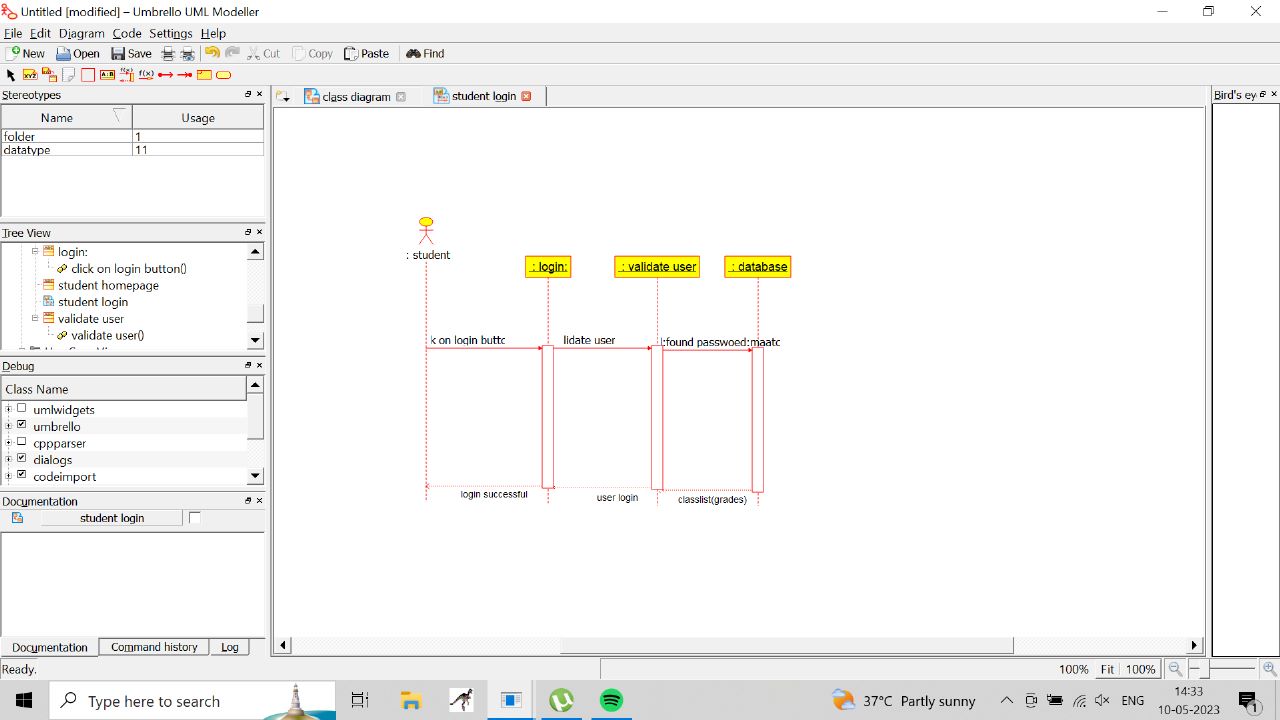 Untitled [modified] – Umbrello UML Modeller
File Edit Diagram Code Settings Help
New Open Save Cut Copy Paste Find
Stereotypes
Name Usage
folder 1
datatype 11
Tree View
login:
click on login button()
student homepage
student login
validate user
validate user()
Debug
Class Name
umlwidgets
umbrello
cppparser
dialogs
codeimport
Documentation
student login
Documentation Command history Log
class diagram student login
: student
: login:
: validate user
: database
k on login buttc
lidate user
:found passwoed:maatc
login successful
user login
classlist(grades)
Bird's ey
Ready.
100% Fit 100%
Type here to search
37°C Partly sunny
ENG
14:33
10-05-2023
1